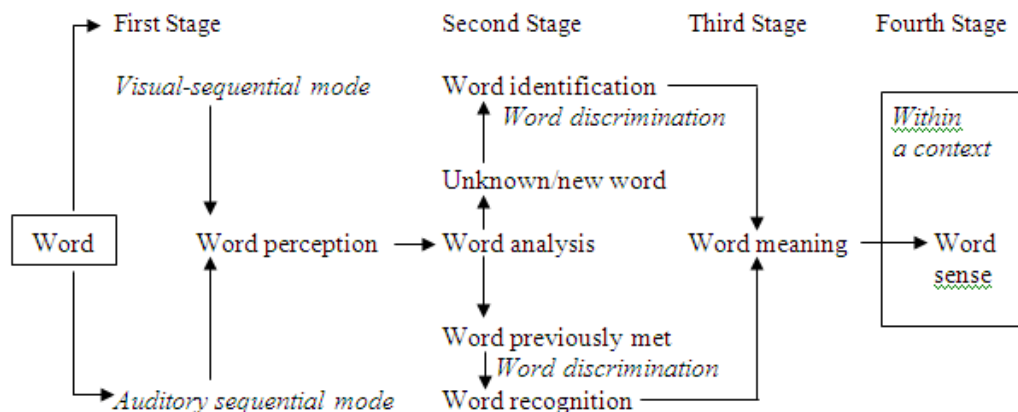 First Stage Second Stage Third Stage Fourth Stage
Visual-sequential mode Word identification Within
Word discrimination a context
Unknown/new word
Word Word perception Word analysis Word meaning Word
sense
Word previously met
Word discrimination
Auditory sequential mode Word recognition